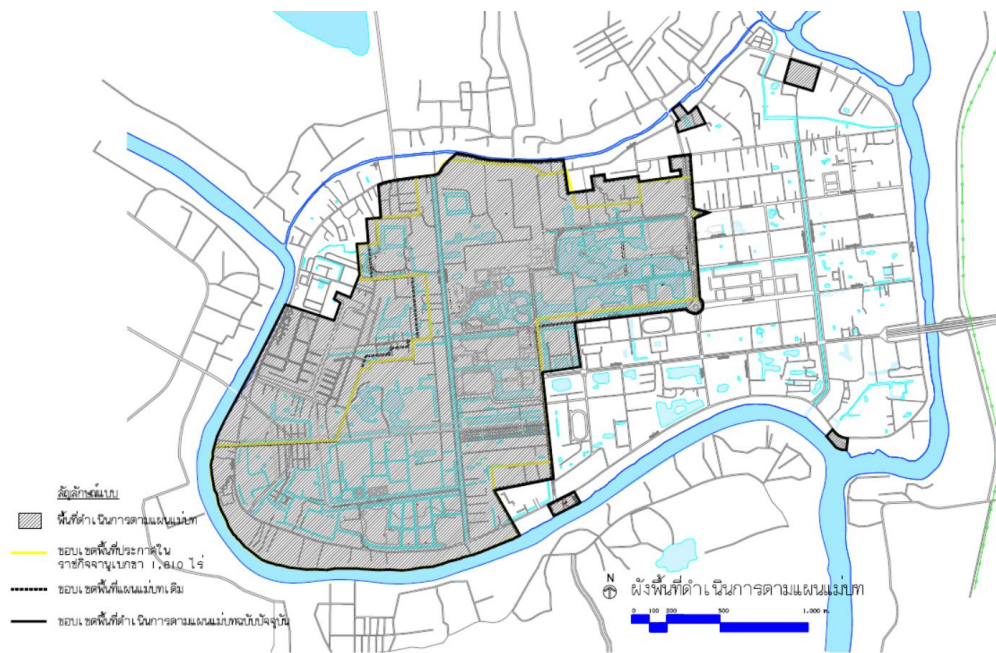 สัญลักษณ์แบบ
พื้นที่ดำเนินการตามแผนแม่บท
ขอบเขตพื้นที่ประกาศใน
ราชกิจจานุเบกษา 1,810 ไร่
ขอบเขตพื้นที่แผนแม่บทเดิม
ขอบเขตพื้นที่ดำเนินการตามแผนแม่บทฉบับปัจจุบัน
N
ผังพื้นที่ดำเนินการตามแผนแม่บท
0 100 200 500 1,000 m.